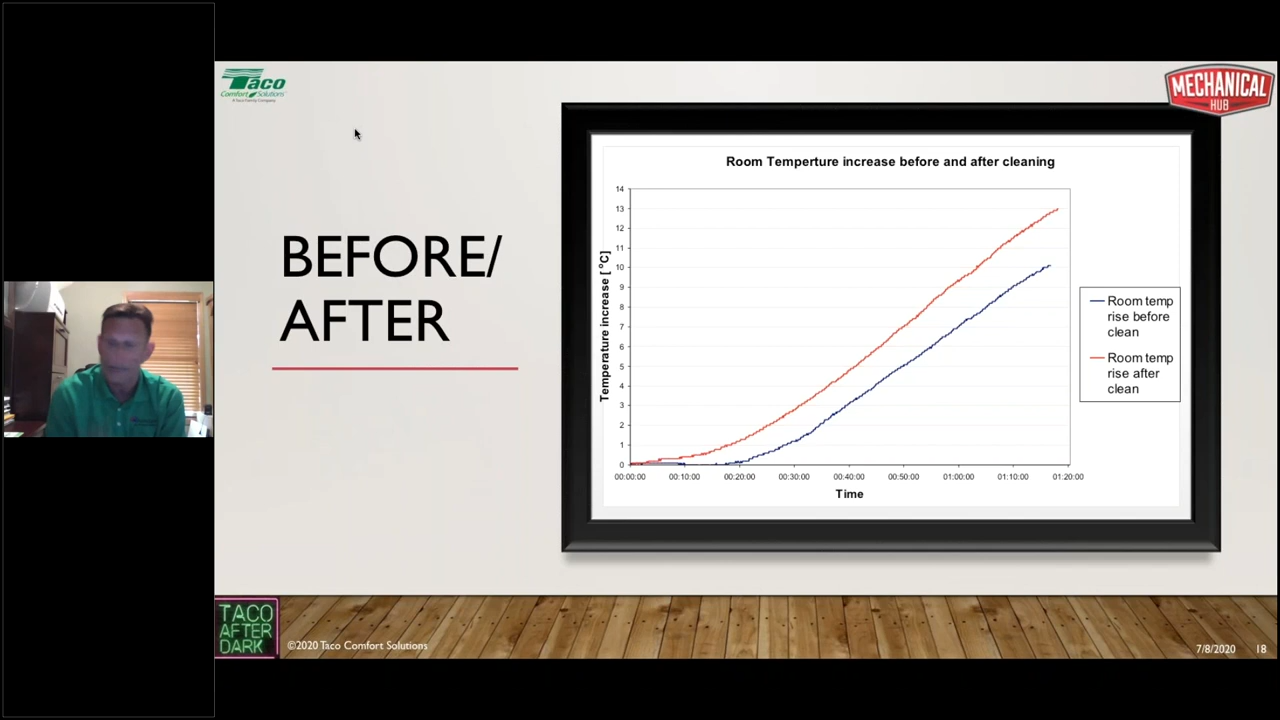 Taco
Comfort Solutions
A Taco Family Company
MECHANICAL
HUB
BEFORE/
AFTER
Room Temperture increase before and after cleaning
Temperature increase [ °C]
14
13
12
11
10
9
8
7
6
5
4
3
2
1
0
00:00:00 00:10:00 00:20:00 00:30:00 00:40:00 00:50:00 01:00:00 01:10:00 01:20:00
Time
Room temp
rise before
clean
Room temp
rise after
clean
TACO
AFTER
DARK
©2020 Taco Comfort Solutions
7/8/2020 18